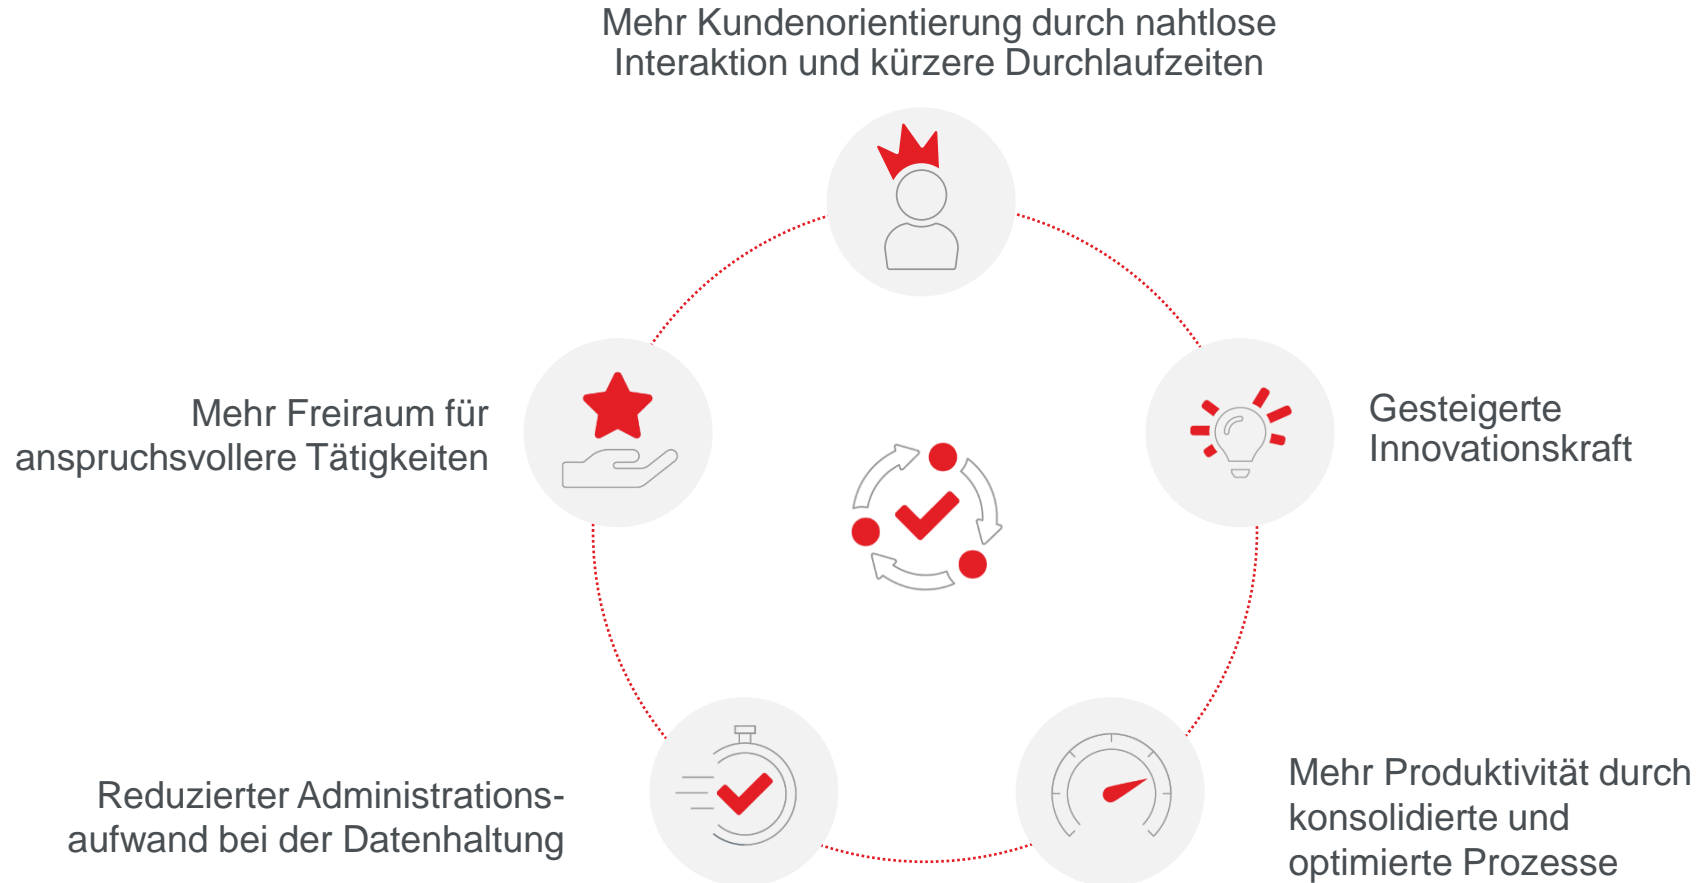 Mehr Kundenorientierung durch nahtlose
Interaktion und kürzere Durchlaufzeiten
Mehr Freiraum für
anspruchsvollere Tätigkeiten
Gesteigerte
Innovationskraft
Reduzierter Administrations-
aufwand bei der Datenhaltung
Mehr Produktivität durch
konsolidierte und
optimierte Prozesse